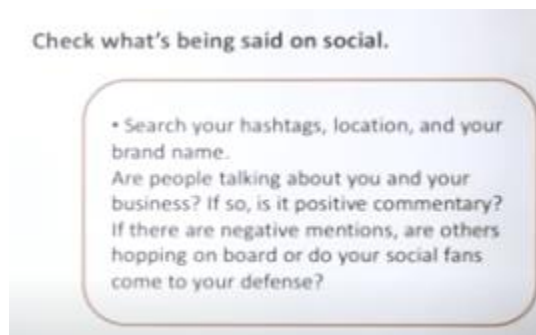 Check what's being said on social.
• Search your hashtags, location, and your
brand name.
Are people talking about you and your
business? If so, is it positive commentary?
If there are negative mentions, are others
hopping on board or do your social fans
come to your defense?